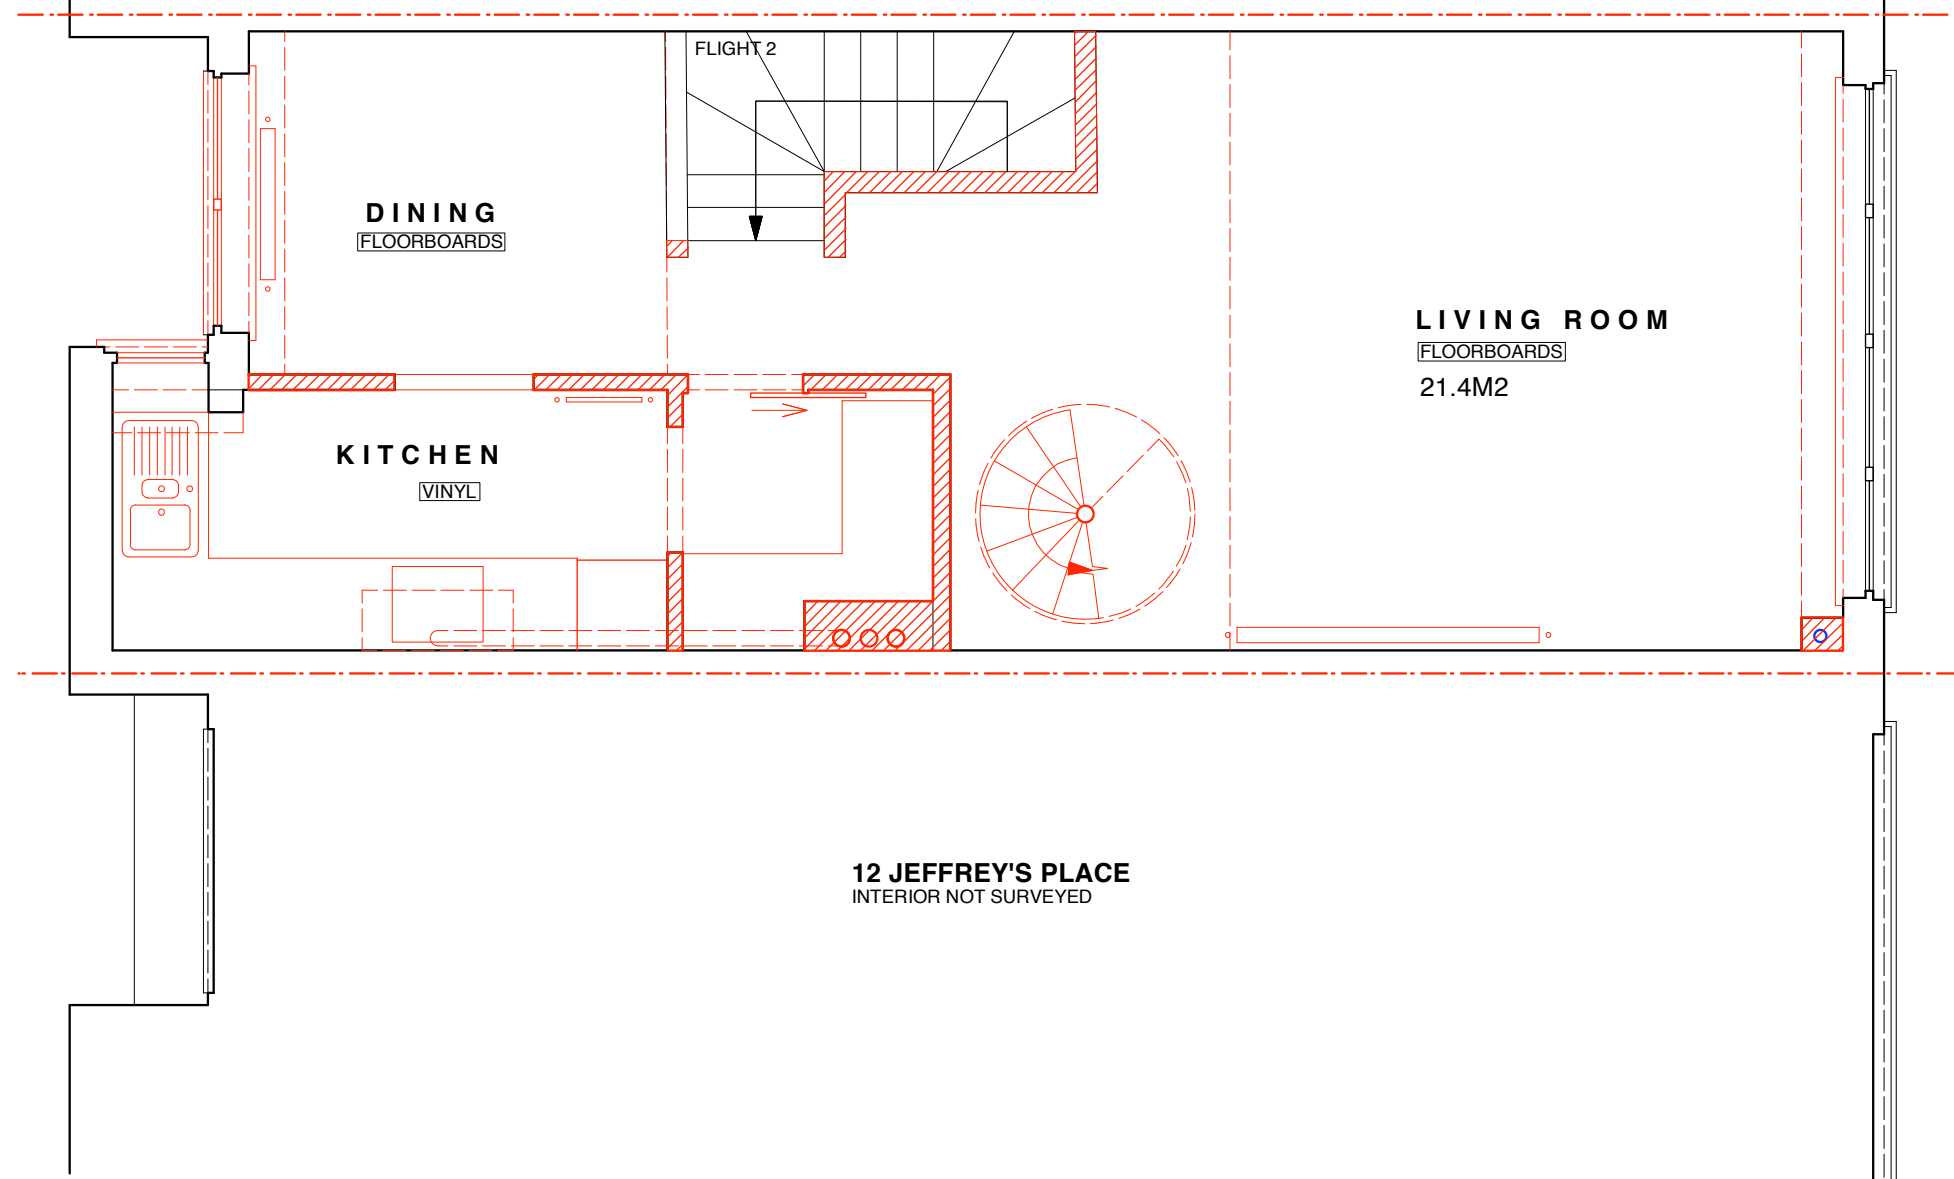 FLIGHT 2
DINING
FLOORBOARDS
LIVING ROOM
FLOORBOARDS
21.4M2
KITCHEN
VINYL
12 JEFFREY'S PLACE
INTERIOR NOT SURVEYED